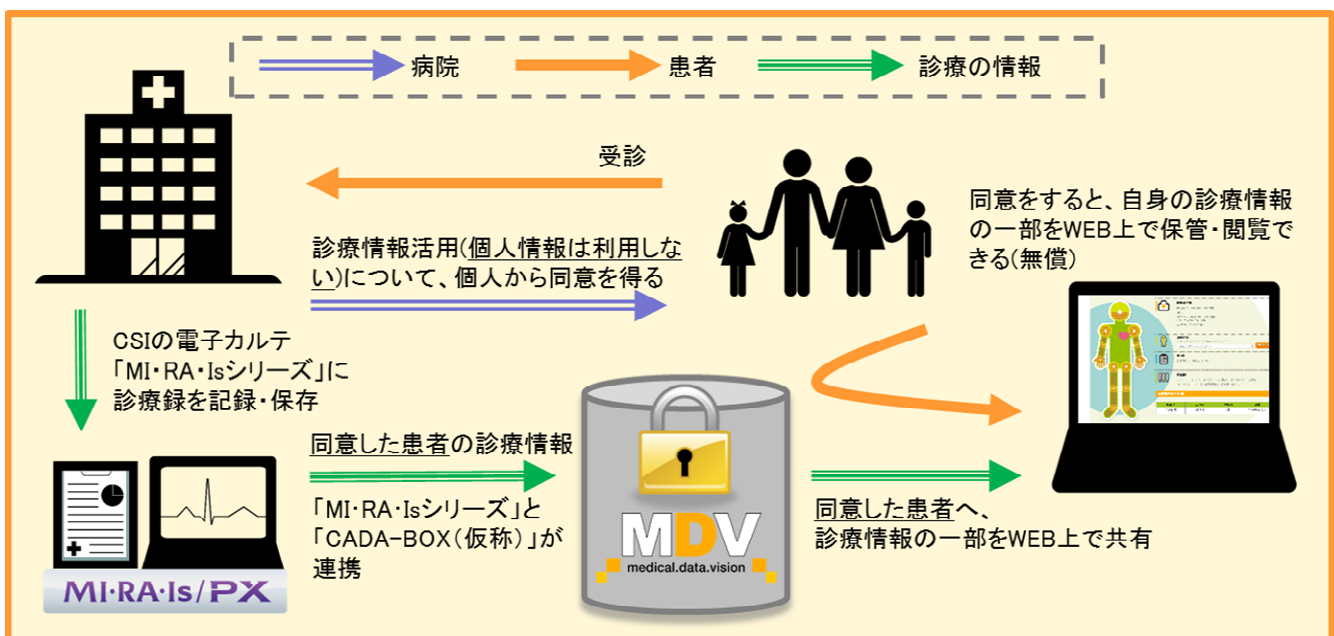 病院
患者
診療の情報
受診
診療情報活用(個人情報は利用しな
い)について、個人から同意を得る
同意をすると、自身の診療情報
の一部をWEB上で保管・閲覧で
きる(無償)
CSIの電子カルテ
「MI・RA・Isシリーズ」に
診療録を記録・保存
同意した患者の診療情報
「MI・RA・Isシリーズ」と
「CADA-BOX(仮称)」が
連携
MI・RA・Is/PX
MDV
medical.data.vision
同意した患者へ、
診療情報の一部をWEB上で共有